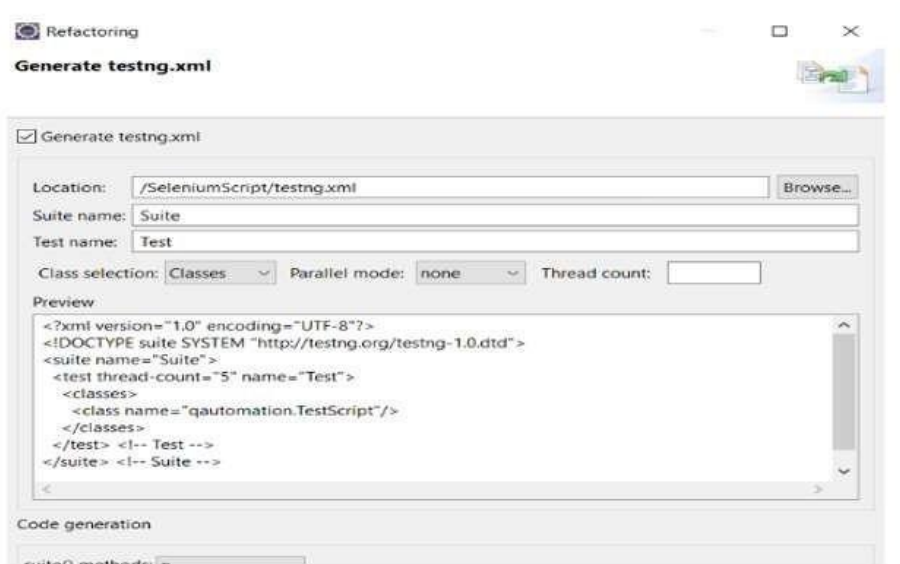 Refactoring
Generate testng.xml
Generate testng.xml
Location: /SeleniumScript/testng.xml Browse...
Suite name: Suite
Test name: Test
Class selection: Classes Parallel mode: none Thread count:
Preview
<?xml version="1.0" encoding="UTF-8"?>
<!DOCTYPE suite SYSTEM "http://testng.org/testng-1.0.dtd">
<suite name="Suite">
<test thread-count="5" name="Test">
<classes>
<class name="qautomation.TestScript"/>
</classes>
</test> <!-- Test -->
</suite> <!-- Suite -->
Code generation